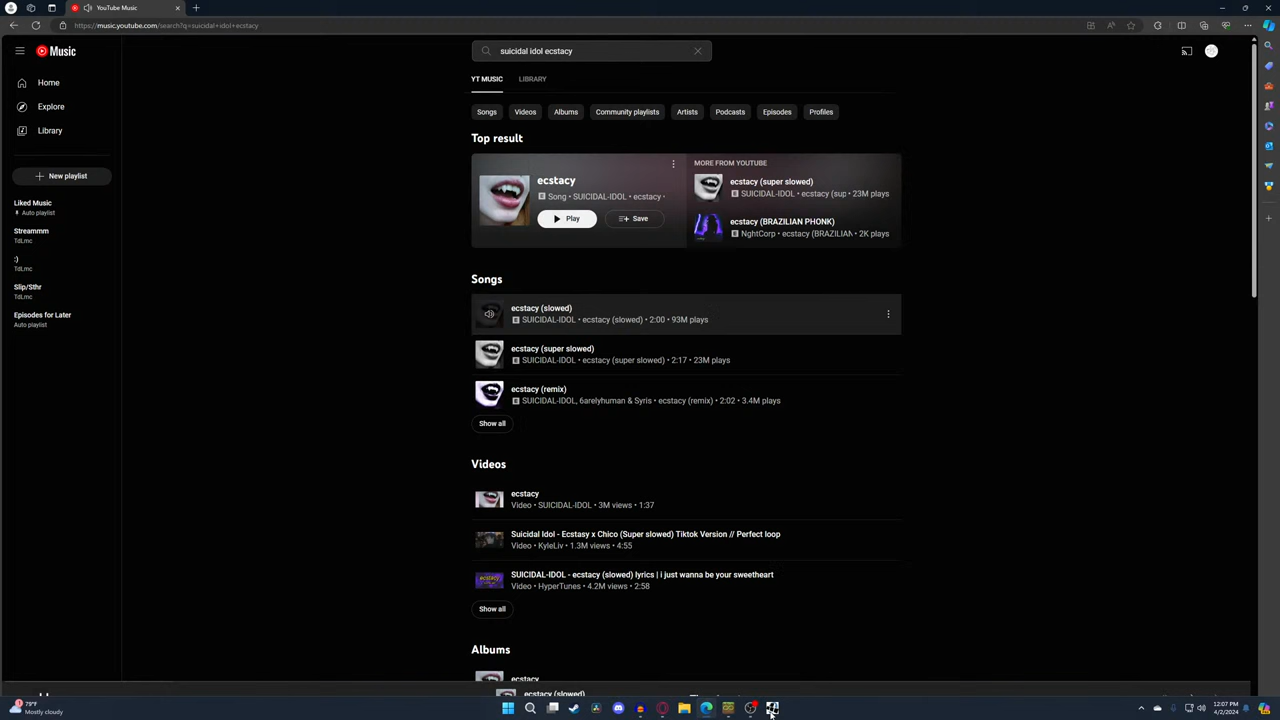 YouTube Music
https://music.youtube.com/search?q=suicidal+idol+ecstacy
Music
suicidal idol ecstacy
Home
Explore
Library
New playlist
Liked Music
Auto playlist
Streammm
TdLmc
:)
TdLmc
Slip/Sthr
TdLmc
Episodes for Later
Auto playlist
YT MUSIC
LIBRARY
Songs
Videos
Albums
Community playlists
Artists
Podcasts
Episodes
Profiles
Top result
ecstacy
E Song • SUICIDAL-IDOL • ecstacy •
Play
Save
MORE FROM YOUTUBE
ecstacy (super slowed)
E SUICIDAL-IDOL • ecstacy (sup • 23M plays
ecstacy (BRAZILIAN PHONK)
E NghtCorp • ecstacy (BRAZILIAN • 2K plays
Songs
ecstacy (slowed)
E SUICIDAL-IDOL • ecstacy (slowed) • 2:00 • 93M plays
ecstacy (super slowed)
E SUICIDAL-IDOL • ecstacy (super slowed) • 2:17 • 23M plays
ecstacy (remix)
E SUICIDAL-IDOL, 6arelyhuman & Syris • ecstacy (remix) • 2:02 • 3.4M plays
Show all
Videos
ecstacy
Video • SUICIDAL-IDOL • 3M views • 1:37
Suicidal Idol - Ecstasy x Chico (Super slowed) Tiktok Version // Perfect loop
Video • KyleLiv • 1.3M views • 4:55
SUICIDAL-IDOL - ecstacy (slowed) lyrics | i just wanna be your sweetheart
Video • HyperTunes • 4.2M views • 2:58
Show all
Albums
ecstacy
ecstacy (slowed)
79°F
Mostly cloudy
12:07 PM
4/2/2024